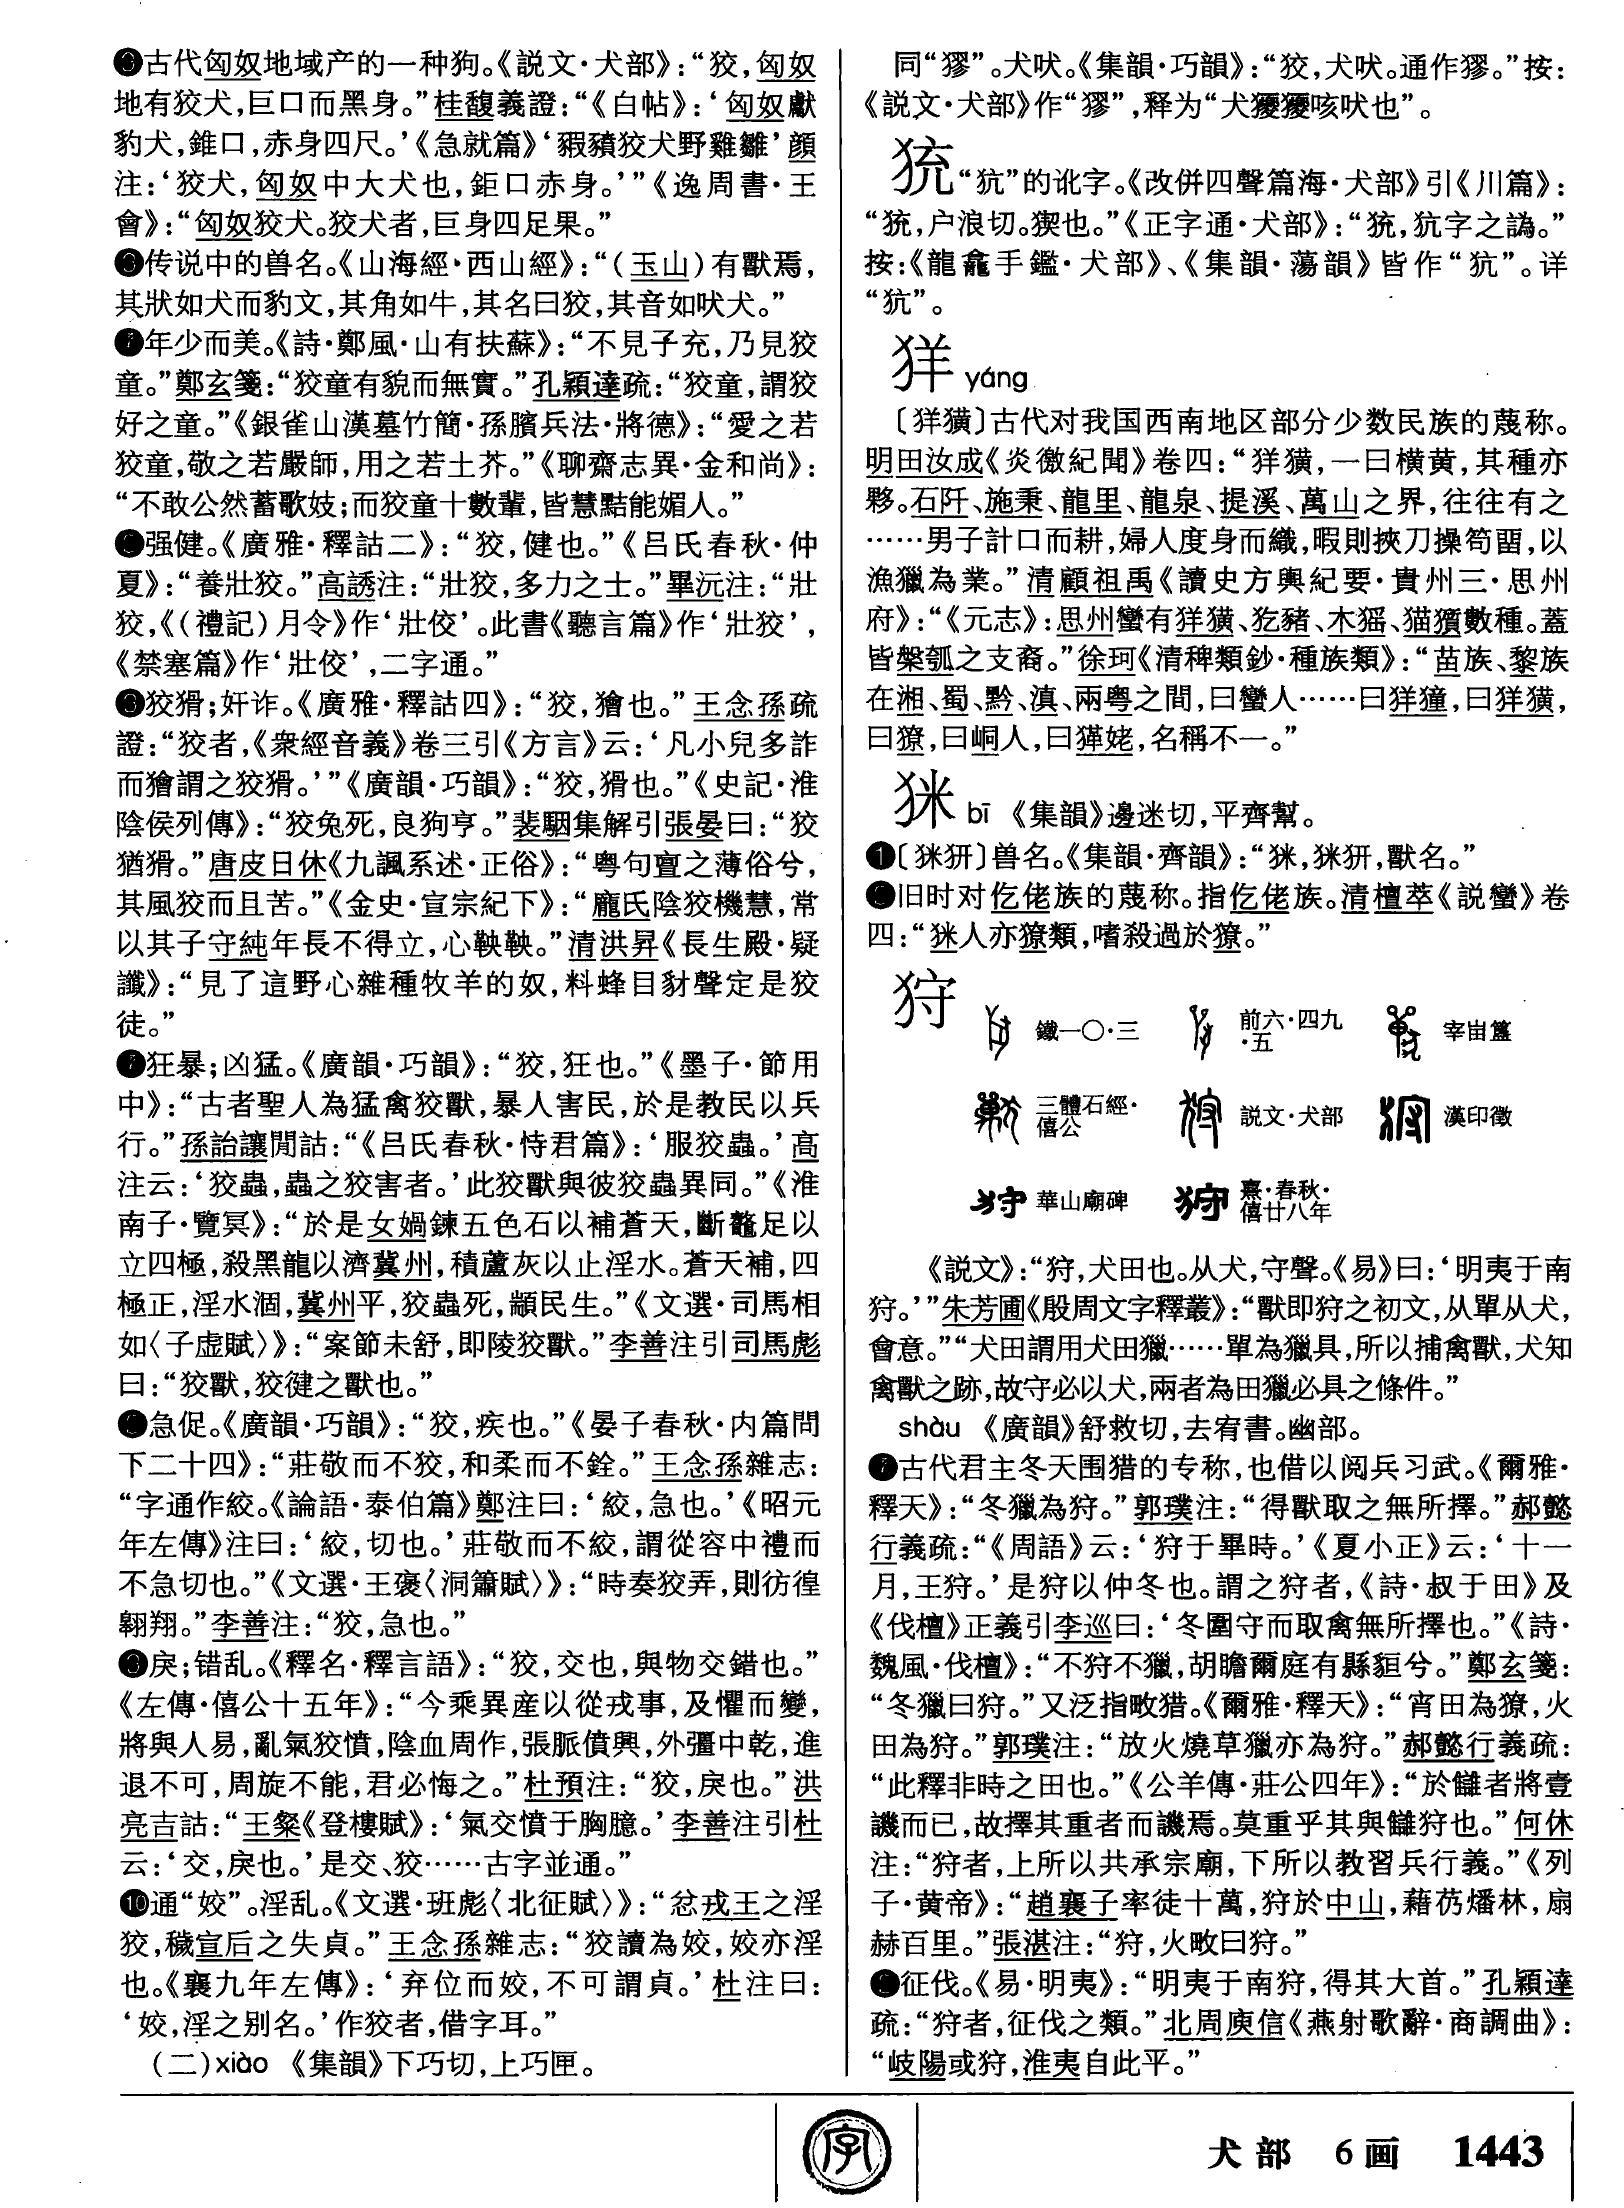 古代匈奴地域产的一种狗。《説文·犬部》：“狡，匈奴
地有狡犬，巨口而黑身。”桂馥義證：“《白帖》：‘匈奴獻
豹犬，錐口，赤身四尺。’《急就篇》‘豭豶狡犬野雞雛’顔
注：‘狡犬，匈奴中大犬也，鉅口赤身。’”《逸周書·王
會》：“匈奴狡犬。狡犬者，巨身四足果。”
传说中的兽名。《山海經·西山經》：“（玉山）有獸焉，
其狀如犬而豹文，其角如牛，其名曰狡，其音如吠犬。”
年少而美。《詩·鄭風·山有扶蘇》：“不見子充，乃見狡
童。”鄭玄箋：“狡童有貌而無實。”孔穎達疏：“狡童，謂狡
好之童。”《銀雀山漢墓竹簡·孫臏兵法·將德》：“愛之若
狡童，敬之若嚴師，用之若土芥。”《聊齋志異·金和尚》：
“不敢公然蓄歌妓；而狡童十數輩，皆慧黠能媚人。”
强健。《廣雅·釋詁二》：“狡，健也。”《吕氏春秋·仲
夏》：“養壯狡。”高誘注：“壯狡，多力之士。”畢沅注：“壯
狡，《（禮記）月令》作‘壯佼’。此書《聽言篇》作‘壯狡’，
《禁塞篇》作‘壯佼’，二字通。”
狡猾；奸诈。《廣雅·釋詁四》：“狡，獪也。”王念孫疏
證：“狡者，《衆經音義》卷三引《方言》云：‘凡小兒多詐
而獪謂之狡猾。’”《廣韻·巧韻》：“狡，猾也。”《史記·淮
陰侯列傳》：“狡兔死，良狗亨。”裴駰集解引張晏曰：“狡
猶猾。”唐皮日休《九諷系述·正俗》：“粤句亶之薄俗兮，
其風狡而且苦。”《金史·宣宗紀下》：“龐氏陰狡機慧，常
以其子守純年長不得立，心鞅鞅。”清洪昇《長生殿·疑
讖》：“見了這野心雜種牧羊的奴，料蜂目豺聲定是狡
徒。”
狂暴；凶猛。《廣韻·巧韻》：“狡，狂也。”《墨子·節用
中》：“古者聖人為猛禽狡獸，暴人害民，於是教民以兵
行。”孫詒讓閒詁：“《吕氏春秋·恃君篇》：‘服狡蟲。’高
注云：‘狡蟲，蟲之狡害者。’此狡獸與彼狡蟲異同。”《淮
南子·覽冥》：“於是女媧鍊五色石以補蒼天，斷鼇足以
立四極，殺黑龍以濟冀州，積蘆灰以止淫水。蒼天補，四
極正，淫水涸，冀州平，狡蟲死，顓民生。”《文選·司馬相
如〈子虚賦〉》：“案節未舒，即陵狡獸。”李善注引司馬彪
曰：“狡獸，狡健之獸也。”
急促。《廣韻·巧韻》：“狡，疾也。”《晏子春秋·内篇問
下二十四》：“莊敬而不狡，和柔而不銓。”王念孫雜志：
“字通作絞。《論語·泰伯篇》鄭注曰：‘絞，急也。’《昭元
年左傳》注曰：‘絞，切也。’莊敬而不絞，謂從容中禮而
不急切也。”《文選·王褒〈洞簫賦〉》：“時奏狡弄，則彷徨
翱翔。”李善注：“狡，急也。”
戾；错乱。《釋名·釋言語》：“狡，交也，與物交錯也。”
《左傳·僖公十五年》：“今乘異産以從戎事，及懼而變，
將與人易，亂氣狡憤，陰血周作，張脈僨興，外彊中乾，進
退不可，周旋不能，君必悔之。”杜預注：“狡，戾也。”洪
亮吉詁：“王粲《登樓賦》：‘氣交憤于胸臆。’李善注引杜
云：‘交，戾也。’是交、狡……古字並通。”
⑩通“姣”。淫乱。《文選·班彪〈北征賦〉》：“忿戎王之淫
狡，穢宣后之失貞。”王念孫雜志：“狡讀為姣，姣亦淫
也。《襄九年左傳》：‘弃位而姣，不可謂貞。’杜注曰：
‘姣，淫之别名。’作狡者，借字耳。”
（二）xiào 《集韻》下巧切，上巧匣。
同“獿”。犬吠。《集韻·巧韻》：“狡，犬吠。通作獿。”按：
《説文·犬部》作“獿”，释为“犬獿獿咳吠也”。
㹡“犺”的讹字。《改併四聲篇海·犬部》引《川篇》：
“㹡，户浪切。猰也。”《正字通·犬部》：“㹡，犺字之譌。”
按：《龍龕手鑑·犬部》、《集韻·蕩韻》皆作“犺”。详
“犺”。
㹫 yáng
〔㹫獚〕古代对我国西南地区部分少数民族的蔑称。
明田汝成《炎徼紀聞》卷四：“㹫獚，一曰横黄，其種亦
夥。石阡、施秉、龍里、龍泉、提溪、萬山之界，往往有之
……男子計口而耕，婦人度身而織，暇則挾刀操笱畱，以
漁獵為業。”清顧祖禹《讀史方輿紀要·貴州三·思州
府》：“《元志》：思州蠻有㹫獚、犵豬、木猺、猫獚數種。蓋
皆槃瓠之支裔。”徐珂《清稗類鈔·種族類》：“苗族、黎族
在湘、蜀、黔、滇、兩粤之間，曰蠻人……曰㹫獞，曰㹫獚，
曰獠，曰峒人，曰㺔姥，名稱不一。”
㹃 bī 《集韻》邊迷切，平齊幫。
❶〔㹃犴〕兽名。《集韻·齊韻》：“㹃，㹃犴，獸名。”
旧时对仡佬族的蔑称。指仡佬族。清檀萃《説蠻》卷
四：“㹃人亦獠類，嗜殺過於獠。”
狩
鐵一〇·三
前六·四九
·五
宰甶簋
三體石經·
僖公
説文·犬部
漢印徵
華山廟碑
熹·春秋·
僖廿八年
《説文》：“狩，犬田也。从犬，守聲。《易》曰：‘明夷于南
狩。’”朱芳圃《殷周文字釋叢》：“獸即狩之初文，从單从犬，
會意。”“犬田謂用犬田獵……單為獵具，所以捕禽獸，犬知
禽獸之跡，故守必以犬，兩者為田獵必具之條件。”
shòu 《廣韻》舒救切，去宥書。幽部。
古代君主冬天围猎的专称，也借以阅兵习武。《爾雅·
釋天》：“冬獵為狩。”郭璞注：“得獸取之無所擇。”郝懿
行義疏：“《周語》云：‘狩于畢時。’《夏小正》云：‘十一
月，王狩。’是狩以仲冬也。謂之狩者，《詩·叔于田》及
《伐檀》正義引李巡曰：‘冬圍守而取禽無所擇也。”《詩·
魏風·伐檀》：“不狩不獵，胡瞻爾庭有縣貆兮。”鄭玄箋：
“冬獵曰狩。”又泛指畋猎。《爾雅·釋天》：“宵田為獠，火
田為狩。”郭璞注：“放火燒草獵亦為狩。”郝懿行義疏：
“此釋非時之田也。”《公羊傳·莊公四年》：“於讎者將壹
譏而已，故擇其重者而譏焉。莫重乎其與讎狩也。”何休
注：“狩者，上所以共承宗廟，下所以教習兵行義。”《列
子·黄帝》：“趙襄子率徒十萬，狩於中山，藉芿燔林，扇
赫百里。”張湛注：“狩，火畋曰狩。”
征伐。《易·明夷》：“明夷于南狩，得其大首。”孔穎達
疏：“狩者，征伐之類。”北周庾信《燕射歌辭·商調曲》：
“岐陽或狩，淮夷自此平。”
字
犬部 6画 1443